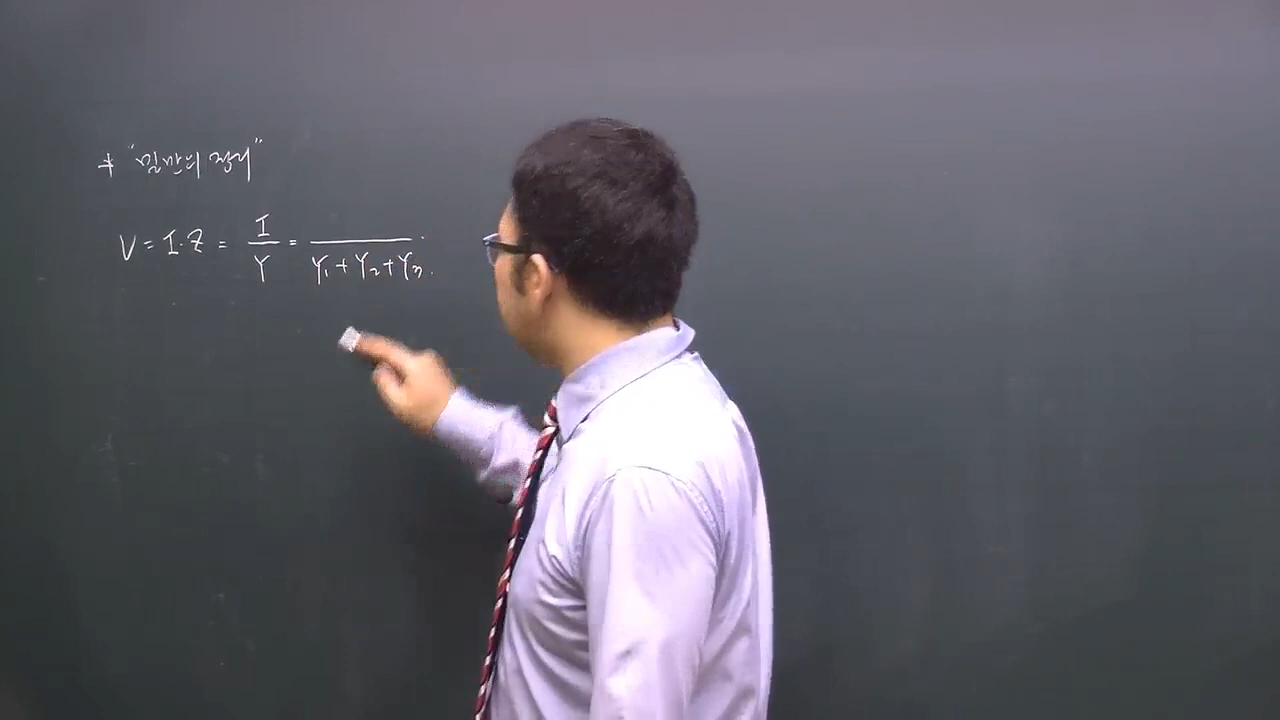 * "밀만의 정리"
V = I·Z = I/Y = /(Y₁+Y₂+Y₃)